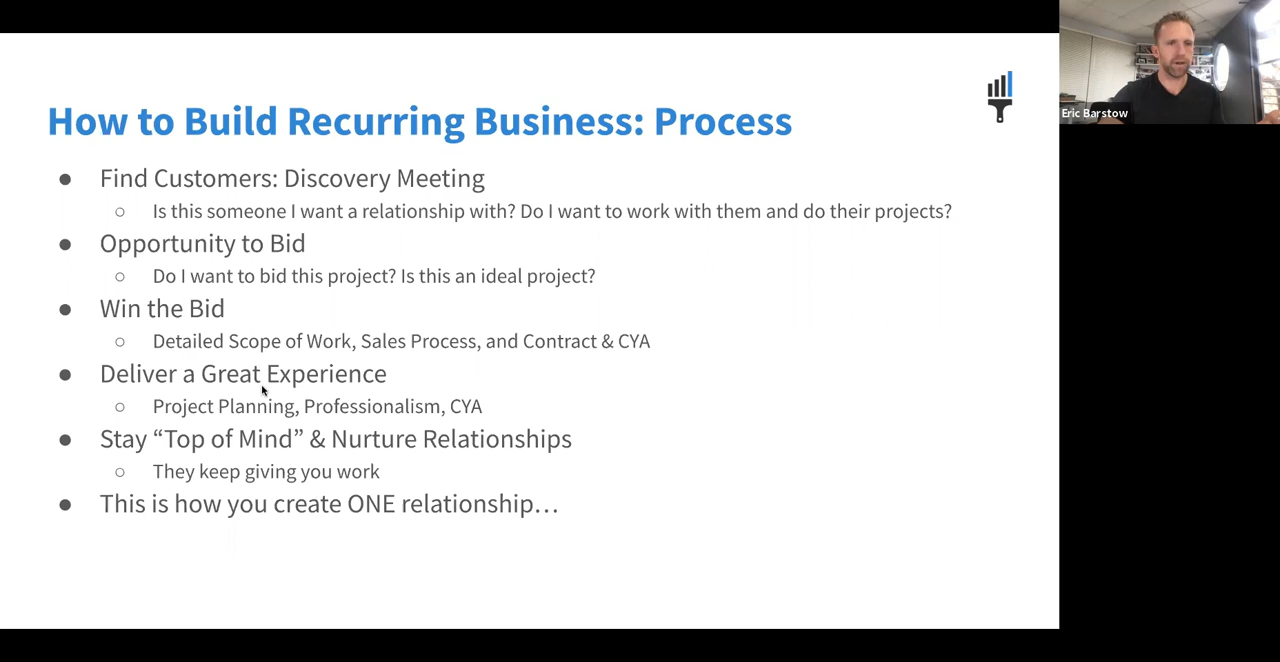 How to Build Recurring Business: Process
● Find Customers: Discovery Meeting
○ Is this someone I want a relationship with? Do I want to work with them and do their projects?
● Opportunity to Bid
○ Do I want to bid this project? Is this an ideal project?
● Win the Bid
○ Detailed Scope of Work, Sales Process, and Contract & CYA
● Deliver a Great Experience
○ Project Planning, Professionalism, CYA
● Stay “Top of Mind” & Nurture Relationships
○ They keep giving you work
● This is how you create ONE relationship…
Eric Barstow